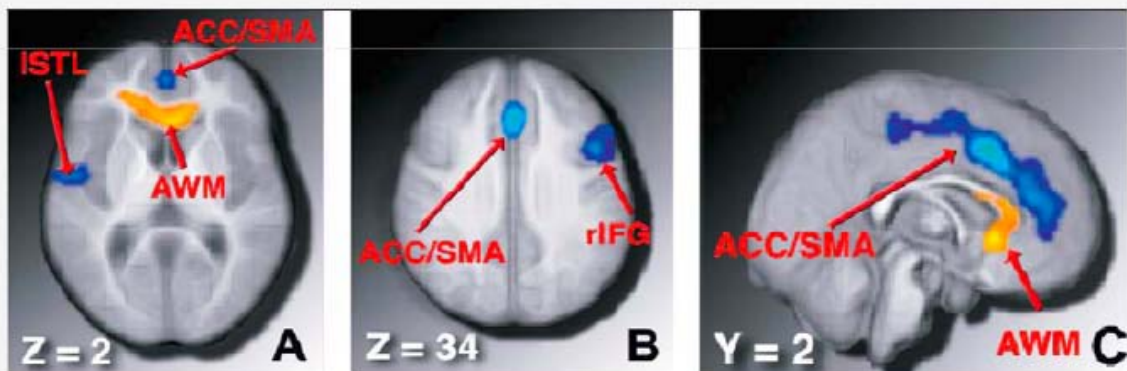 ACC/SMA
lSTL
AWM
Z = 2
A
ACC/SMA
rIFG
Z = 34
B
ACC/SMA
AWM
Y = 2
C